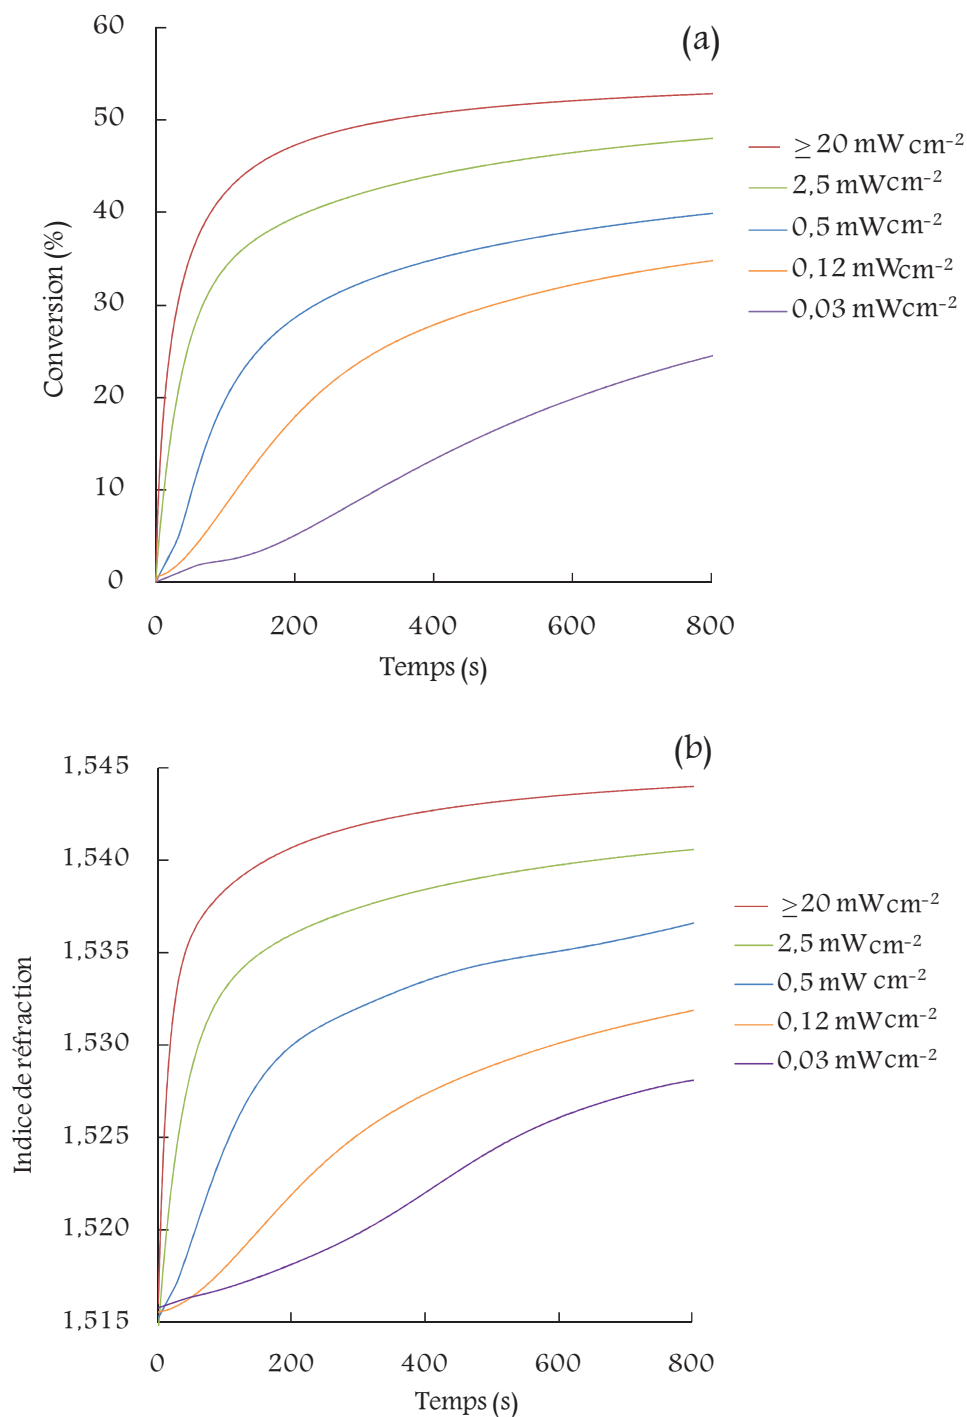 (a)
60
50
40
30
20
10
0
Conversion (%)
0 200 400 600 800
Temps (s)
≥ 20 mW cm-2
2,5 mWcm-2
0,5 mWcm-2
0,12 mWcm-2
0,03 mWcm-2
(b)
1,545
1,540
1,535
1,530
1,525
1,520
1,515
Indice de réfraction
0 200 400 600 800
Temps (s)
≥20 mWcm-2
2,5 mWcm-2
0,5 mW cm-2
0,12 mWcm-2
0,03 mWcm-2